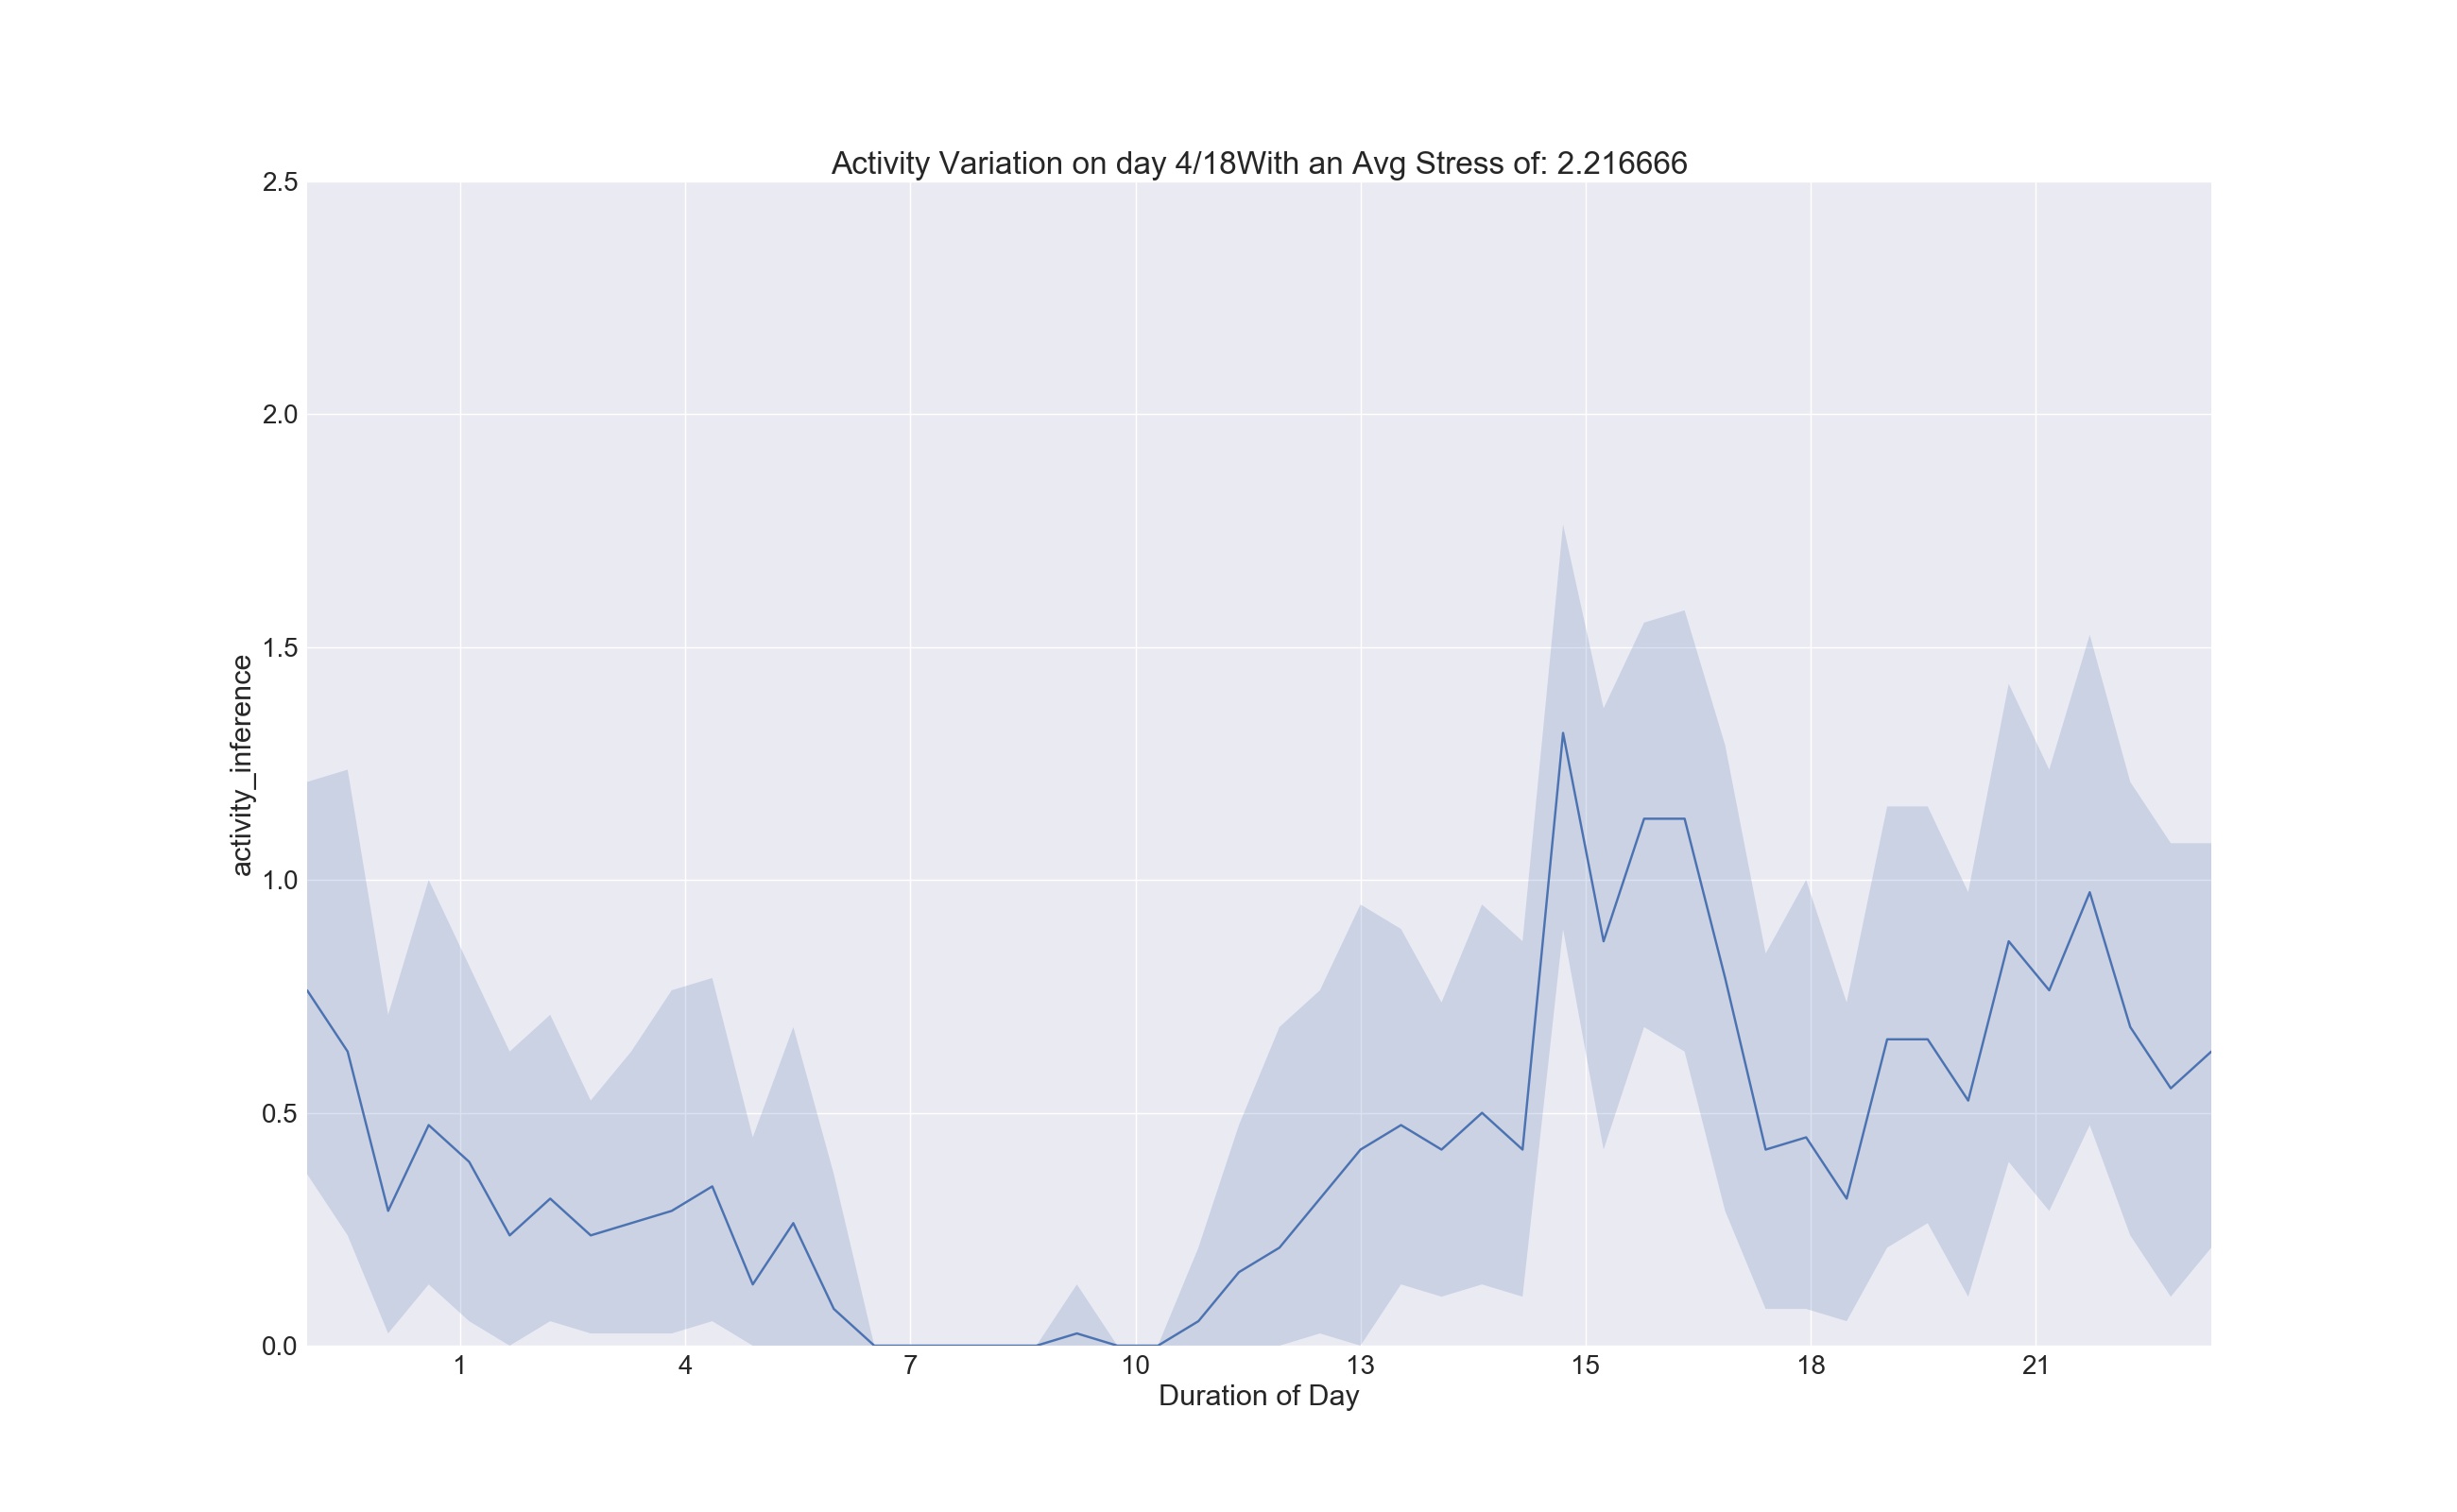 Activity Variation on day 4/18With an Avg Stress of: 2.216666
2.5
2.0
1.5
1.0
0.5
0.0
activity_inference
1 4 7 10 13 15 18 21
Duration of Day